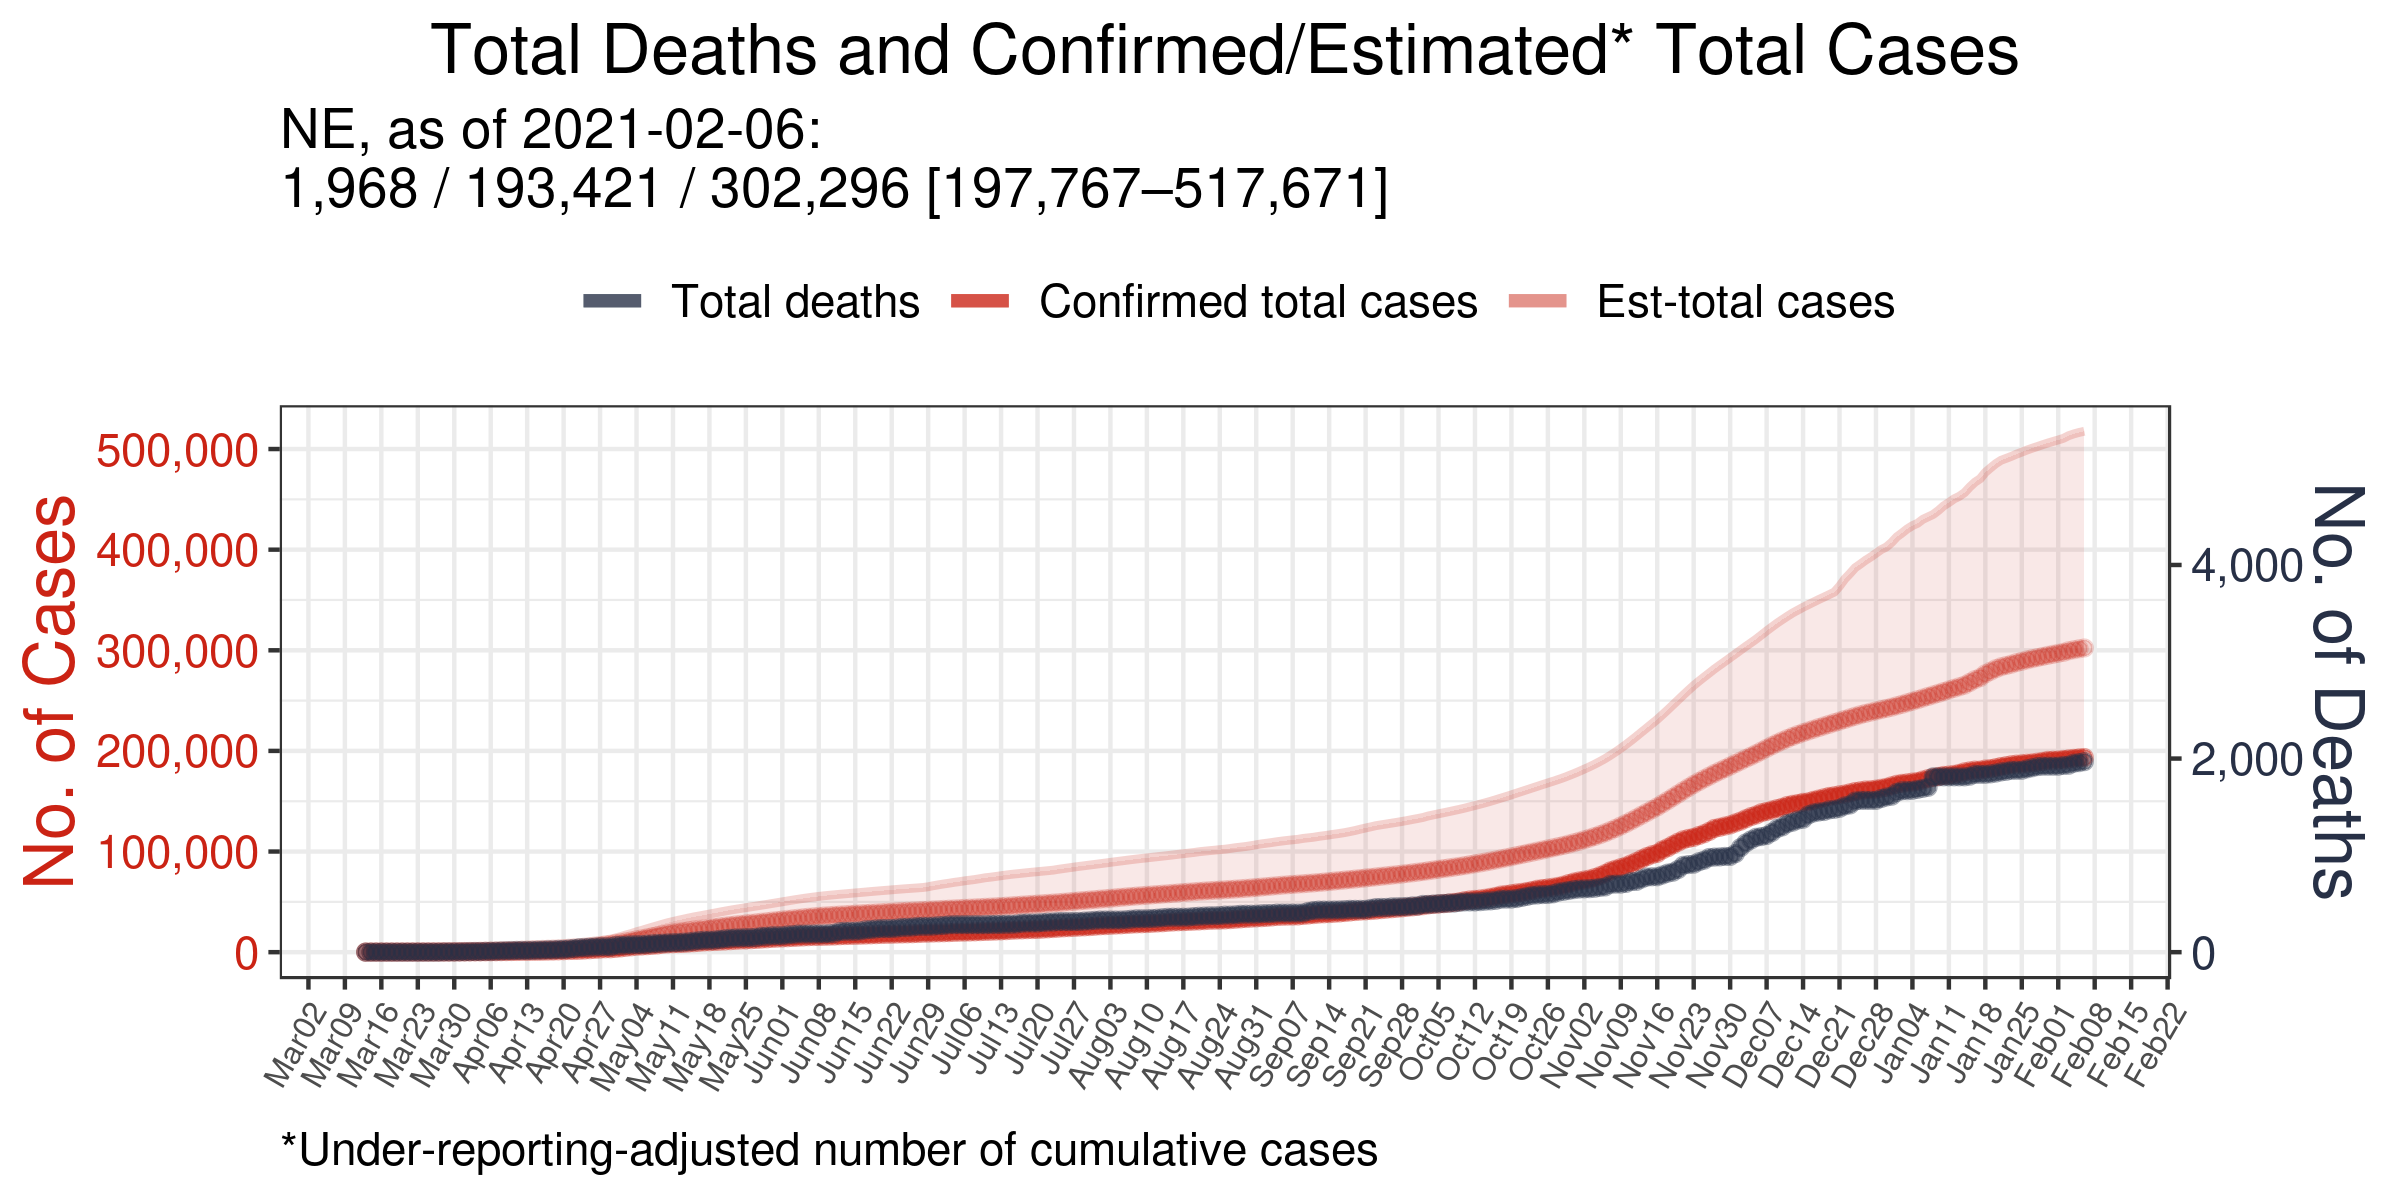 Total Deaths and Confirmed/Estimated* Total Cases
NE, as of 2021-02-06:
1,968 / 193,421 / 302,296 [197,767–517,671]
Total deaths
Confirmed total cases
Est-total cases
No. of Cases
500,000
400,000
300,000
200,000
100,000
0
No. of Deaths
4,000
2,000
0
Mar02
Mar09
Mar16
Mar23
Mar30
Apr06
Apr13
Apr20
Apr27
May04
May11
May18
May25
Jun01
Jun08
Jun15
Jun22
Jun29
Jul06
Jul13
Jul20
Jul27
Aug03
Aug10
Aug17
Aug24
Aug31
Sep07
Sep14
Sep21
Sep28
Oct05
Oct12
Oct19
Oct26
Nov02
Nov09
Nov16
Nov23
Nov30
Dec07
Dec14
Dec21
Dec28
Jan04
Jan11
Jan18
Jan25
Feb01
Feb08
Feb15
Feb22
*Under-reporting-adjusted number of cumulative cases